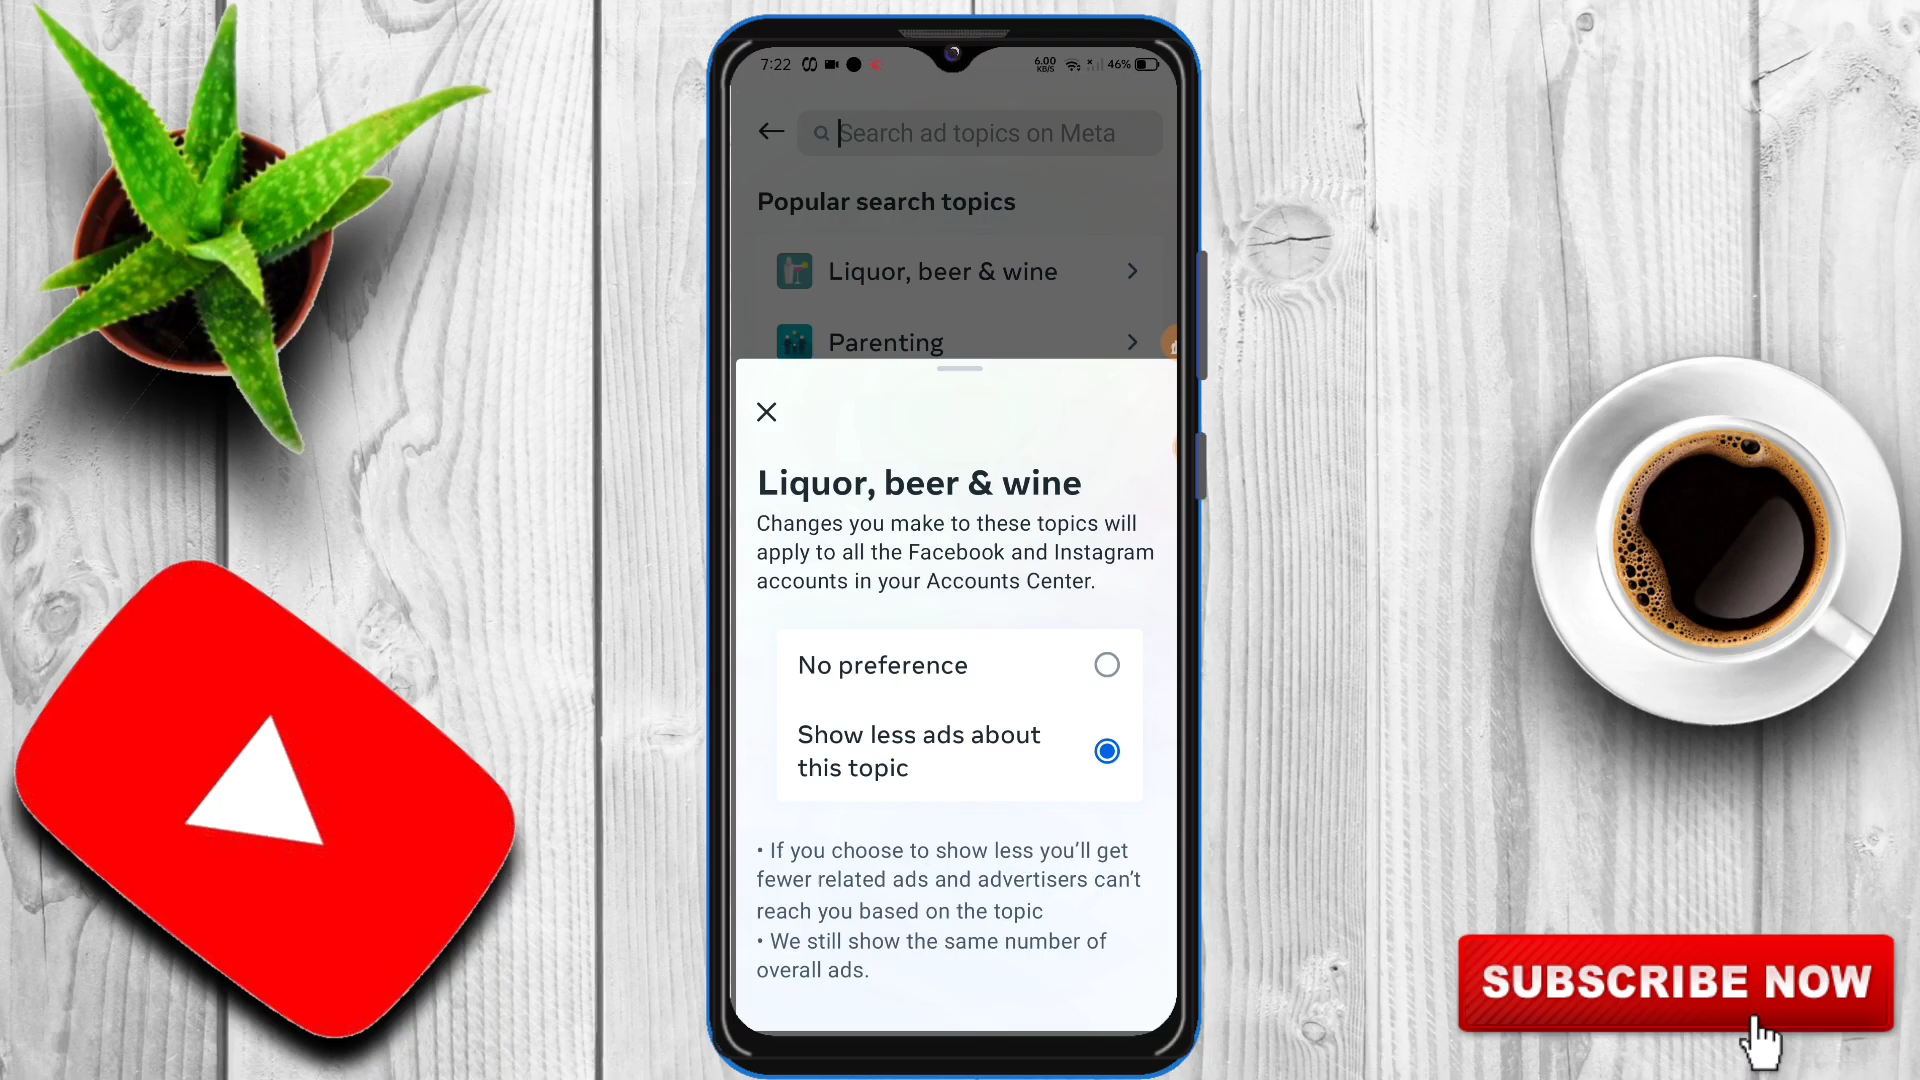 7:22
6.00
KB/S
46%
Search ad topics on Meta
Popular search topics
Liquor, beer & wine
Parenting
Liquor, beer & wine
Changes you make to these topics will
apply to all the Facebook and Instagram
accounts in your Accounts Center.
No preference
Show less ads about
this topic
• If you choose to show less you’ll get
fewer related ads and advertisers can’t
reach you based on the topic
• We still show the same number of
overall ads.
SUBSCRIBE NOW